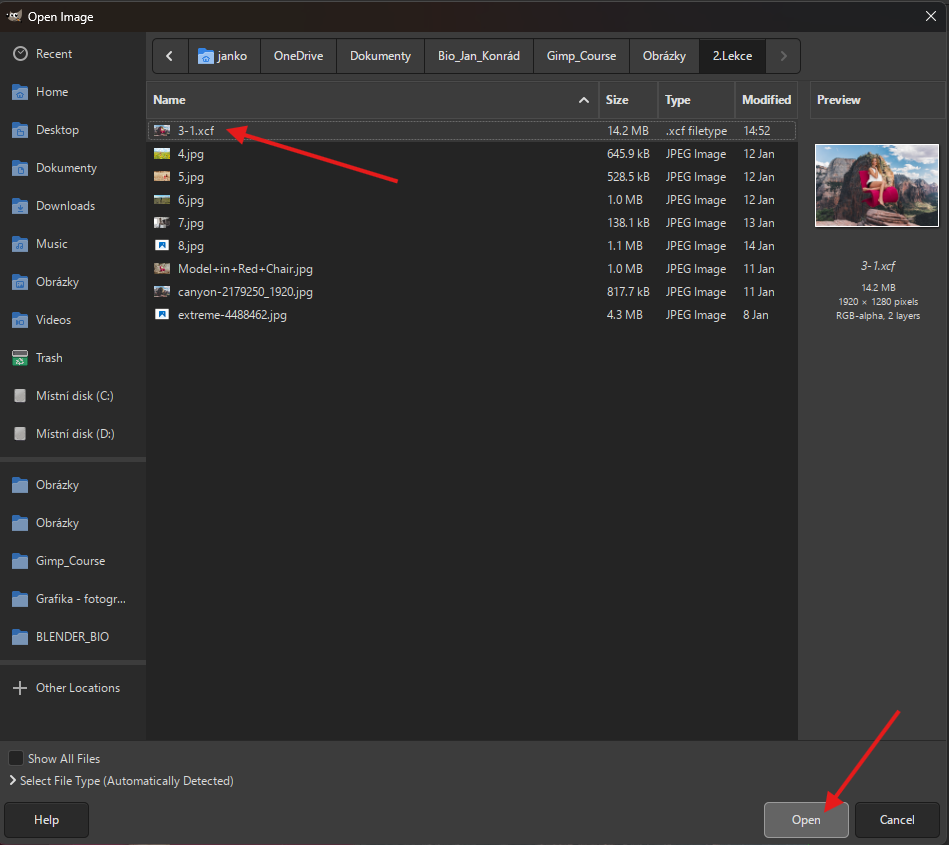 Open Image
Recent
Home
Desktop
Dokumenty
Downloads
Music
Obrázky
Videos
Trash
Místní disk (C:)
Místní disk (D:)
Obrázky
Obrázky
Gimp_Course
Grafika - fotogr...
BLENDER_BIO
Other Locations
janko OneDrive Dokumenty Bio_Jan_Konrád Gimp_Course Obrázky 2.Lekce
Name Size Type Modified
3-1.xcf 14.2 MB .xcf filetype 14:52
4.jpg 645.9 kB JPEG Image 12 Jan
5.jpg 528.5 kB JPEG Image 12 Jan
6.jpg 1.0 MB JPEG Image 12 Jan
7.jpg 138.1 kB JPEG Image 13 Jan
8.jpg 1.1 MB JPEG Image 14 Jan
Model+in+Red+Chair.jpg 1.0 MB JPEG Image 11 Jan
canyon-2179250_1920.jpg 817.7 kB JPEG Image 11 Jan
extreme-4488462.jpg 4.3 MB JPEG Image 8 Jan
Preview
3-1.xcf
14.2 MB
1920 × 1280 pixels
RGB-alpha, 2 layers
Show All Files
Select File Type (Automatically Detected)
Help Open Cancel